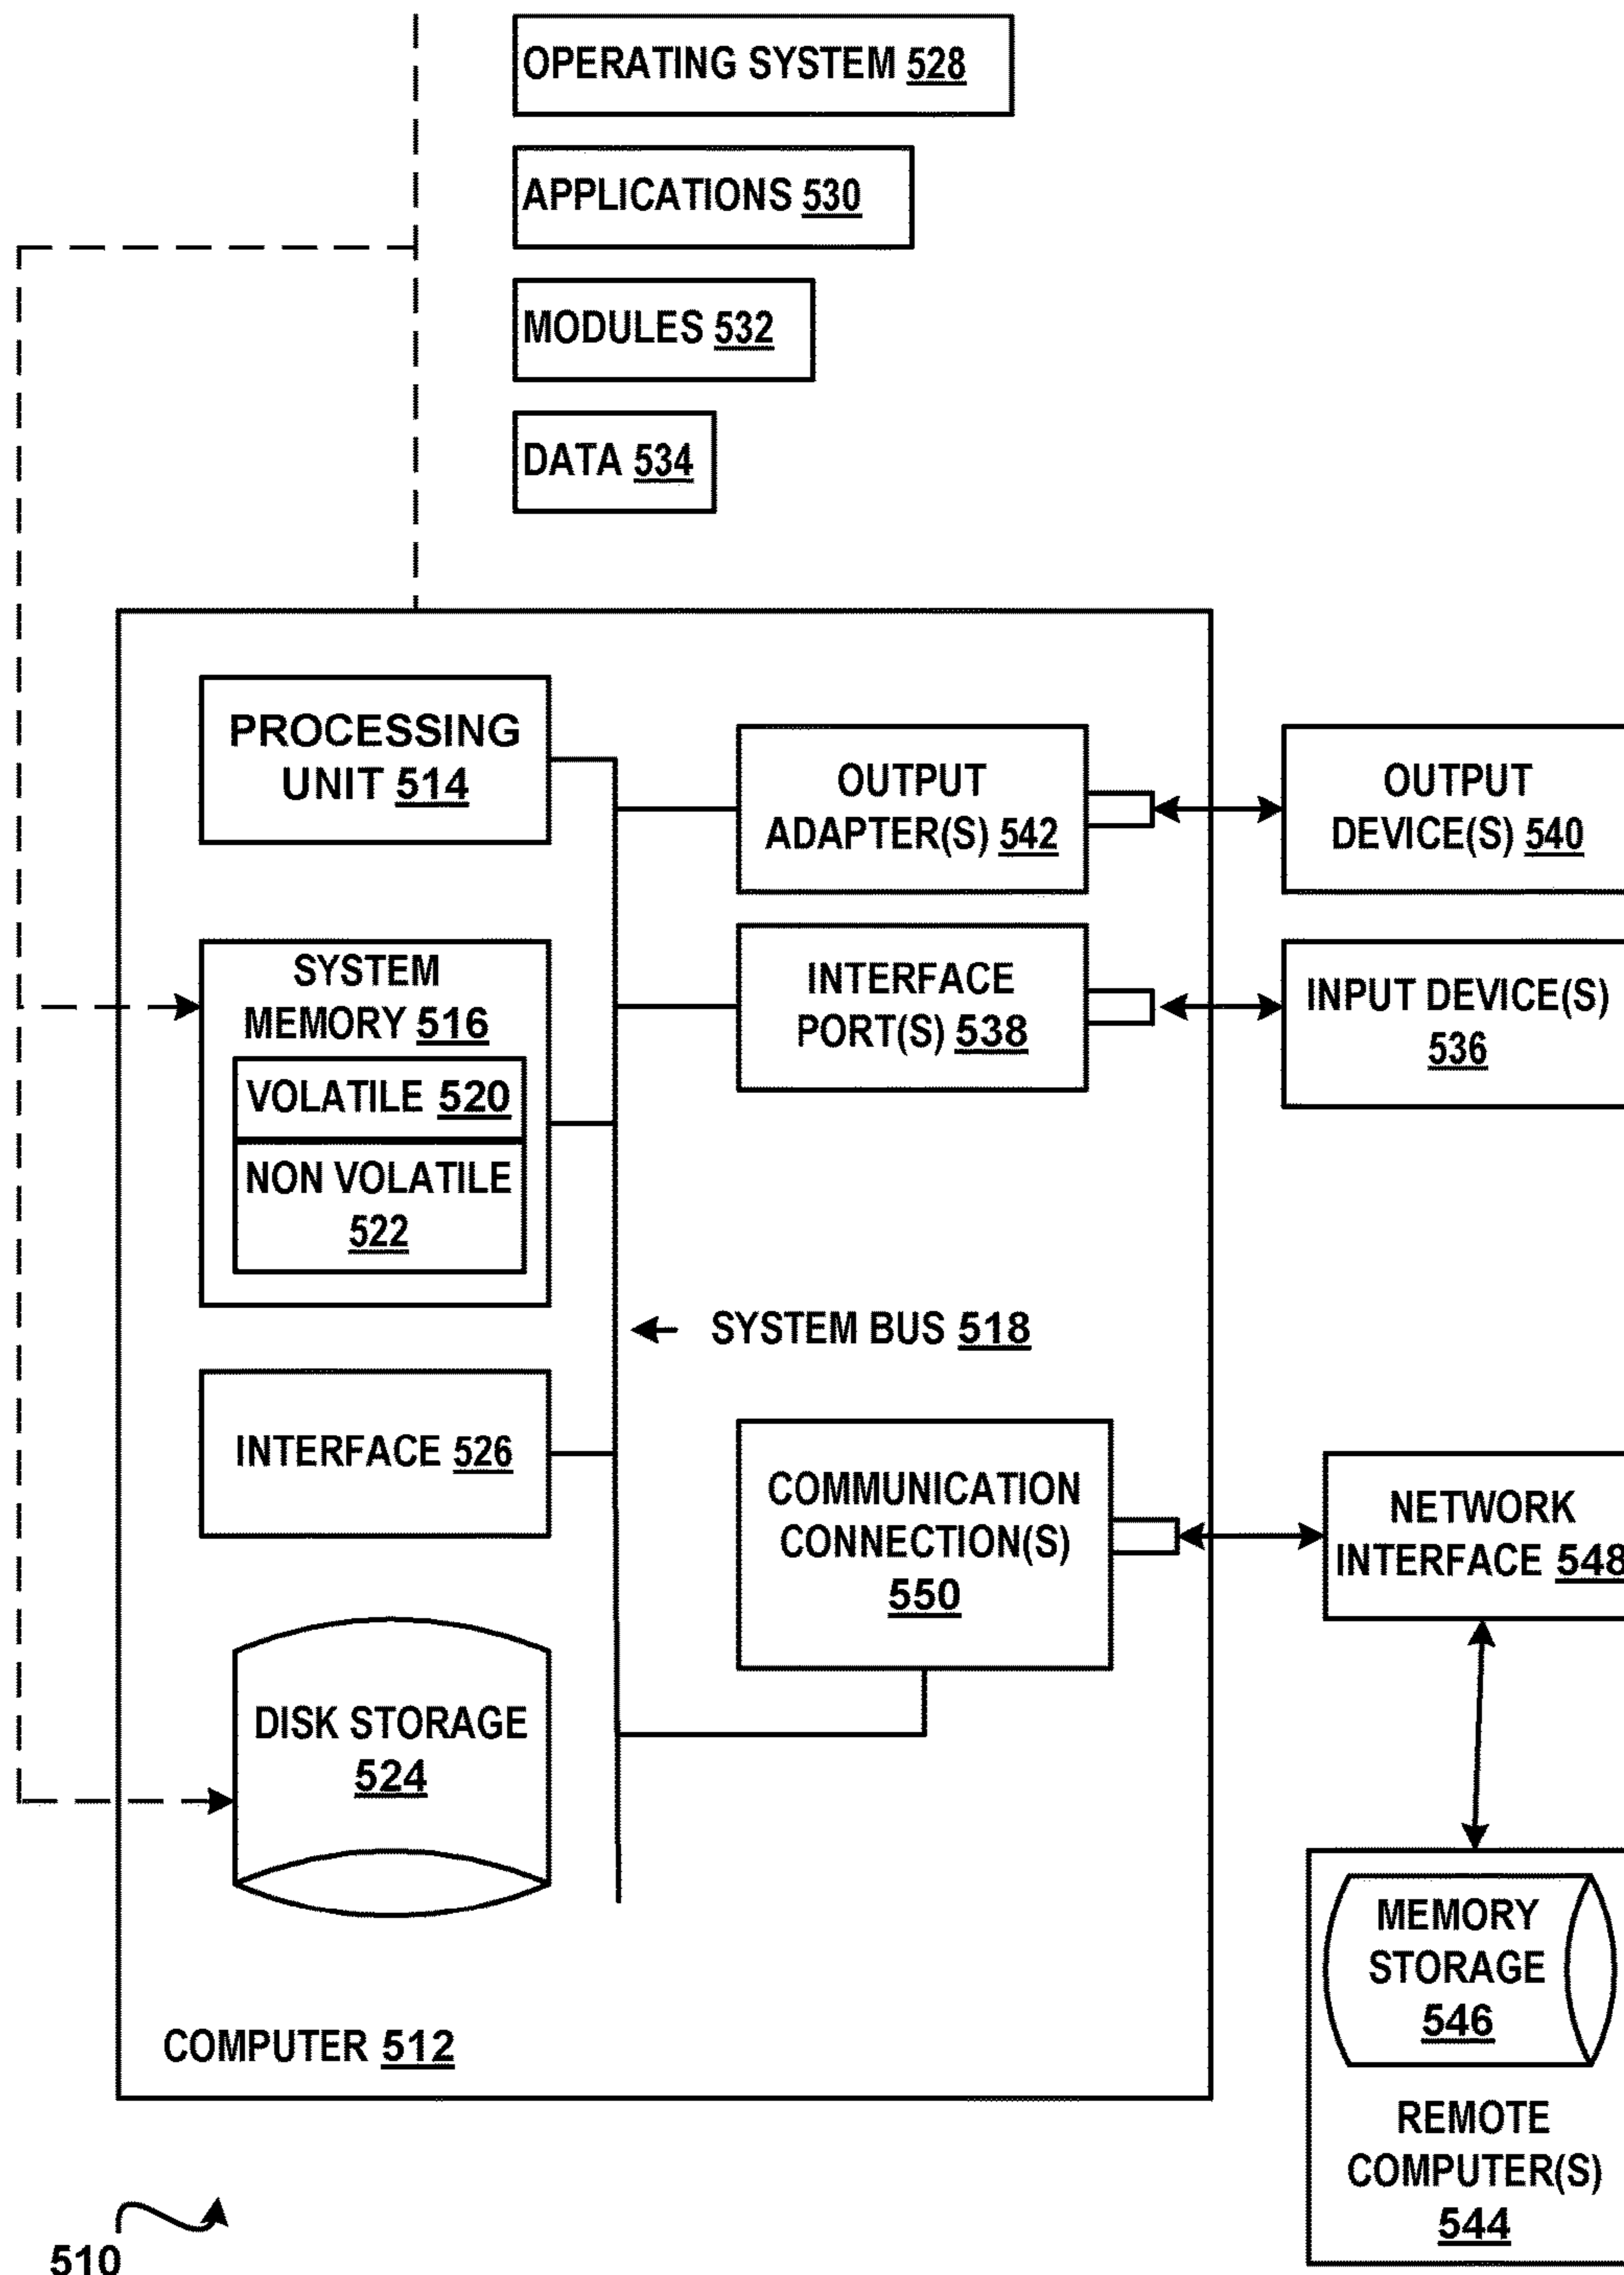 OPERATING SYSTEM 528
APPLICATIONS 530
MODULES 532
DATA 534
PROCESSING
UNIT 514
OUTPUT
ADAPTER(S) 542
OUTPUT
DEVICE(S) 540
SYSTEM
MEMORY 516
VOLATILE 520
NON VOLATILE
522
INTERFACE
PORT(S) 538
INPUT DEVICE(S)
536
SYSTEM BUS 518
INTERFACE 526
COMMUNICATION
CONNECTION(S)
550
NETWORK
INTERFACE 548
DISK STORAGE
524
MEMORY
STORAGE
546
REMOTE
COMPUTER(S)
544
COMPUTER 512
510